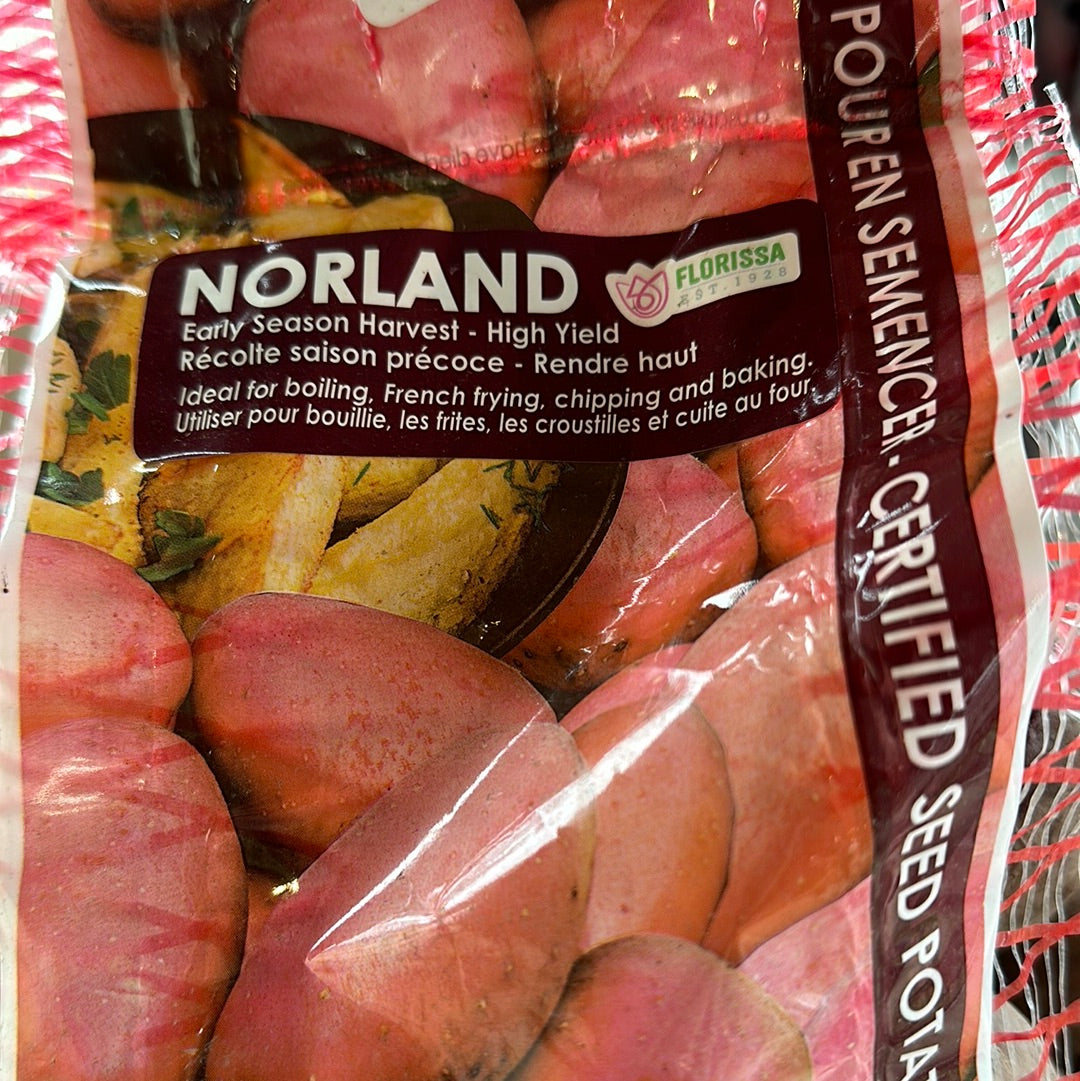 NORLAND
FLORISSA
EST. 1928
Early Season Harvest - High Yield
Récolte saison précoce - Rendre haut
Ideal for boiling, French frying, chipping and baking.
Utiliser pour bouillie, les frites, les croustilles et cuite au four.
POUR EN SEMENCER · CERTIFIED SEED POTA